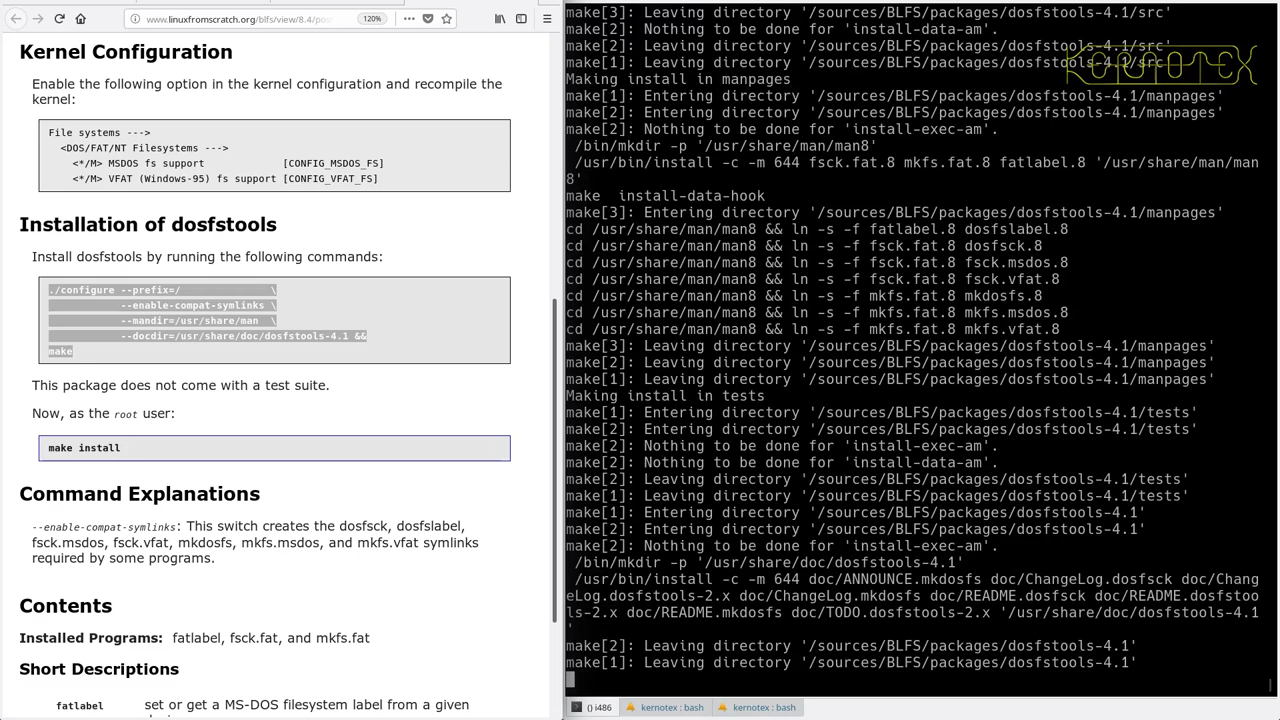 www.linuxfromscratch.org/blfs/view/8.4/post
120%
Kernel Configuration
Enable the following option in the kernel configuration and recompile the
kernel:
File systems --->
<DOS/FAT/NT Filesystems --->
<*/M> MSDOS fs support [CONFIG_MSDOS_FS]
<*/M> VFAT (Windows-95) fs support [CONFIG_VFAT_FS]
Installation of dosfstools
Install dosfstools by running the following commands:
./configure --prefix=/ \
--enable-compat-symlinks \
--mandir=/usr/share/man \
--docdir=/usr/share/doc/dosfstools-4.1 &&
make
This package does not come with a test suite.
Now, as the root user:
make install
Command Explanations
--enable-compat-symlinks: This switch creates the dosfsck, dosfslabel,
fsck.msdos, fsck.vfat, mkdosfs, mkfs.msdos, and mkfs.vfat symlinks
required by some programs.
Contents
Installed Programs: fatlabel, fsck.fat, and mkfs.fat
Short Descriptions
fatlabel set or get a MS-DOS filesystem label from a given
make[3]: Leaving directory '/sources/BLFS/packages/dosfstools-4.1/src'
make[2]: Nothing to be done for 'install-data-am'.
make[2]: Leaving directory '/sources/BLFS/packages/dosfstools-4.1/src'
make[1]: Leaving directory '/sources/BLFS/packages/dosfstools-4.1/src'
KERNOTEX
Making install in manpages
make[1]: Entering directory '/sources/BLFS/packages/dosfstools-4.1/manpages'
make[2]: Entering directory '/sources/BLFS/packages/dosfstools-4.1/manpages'
make[2]: Nothing to be done for 'install-exec-am'.
/bin/mkdir -p '/usr/share/man/man8'
/usr/bin/install -c -m 644 fsck.fat.8 mkfs.fat.8 fatlabel.8 '/usr/share/man/man
8'
make install-data-hook
make[3]: Entering directory '/sources/BLFS/packages/dosfstools-4.1/manpages'
cd /usr/share/man/man8 && ln -s -f fatlabel.8 dosfslabel.8
cd /usr/share/man/man8 && ln -s -f fsck.fat.8 dosfsck.8
cd /usr/share/man/man8 && ln -s -f fsck.fat.8 fsck.msdos.8
cd /usr/share/man/man8 && ln -s -f fsck.fat.8 fsck.vfat.8
cd /usr/share/man/man8 && ln -s -f mkfs.fat.8 mkdosfs.8
cd /usr/share/man/man8 && ln -s -f mkfs.fat.8 mkfs.msdos.8
cd /usr/share/man/man8 && ln -s -f mkfs.fat.8 mkfs.vfat.8
make[3]: Leaving directory '/sources/BLFS/packages/dosfstools-4.1/manpages'
make[2]: Leaving directory '/sources/BLFS/packages/dosfstools-4.1/manpages'
make[1]: Leaving directory '/sources/BLFS/packages/dosfstools-4.1/manpages'
Making install in tests
make[1]: Entering directory '/sources/BLFS/packages/dosfstools-4.1/tests'
make[2]: Entering directory '/sources/BLFS/packages/dosfstools-4.1/tests'
make[2]: Nothing to be done for 'install-exec-am'.
make[2]: Nothing to be done for 'install-data-am'.
make[2]: Leaving directory '/sources/BLFS/packages/dosfstools-4.1/tests'
make[1]: Leaving directory '/sources/BLFS/packages/dosfstools-4.1/tests'
make[1]: Entering directory '/sources/BLFS/packages/dosfstools-4.1'
make[2]: Entering directory '/sources/BLFS/packages/dosfstools-4.1'
make[2]: Nothing to be done for 'install-exec-am'.
/bin/mkdir -p '/usr/share/doc/dosfstools-4.1'
/usr/bin/install -c -m 644 doc/ANNOUNCE.mkdosfs doc/ChangeLog.dosfsck doc/Chang
eLog.dosfstools-2.x doc/ChangeLog.mkdosfs doc/README.dosfsck doc/README.dosfstoo
ls-2.x doc/README.mkdosfs doc/TODO.dosfstools-2.x '/usr/share/doc/dosfstools-4.1
'
make[2]: Leaving directory '/sources/BLFS/packages/dosfstools-4.1'
make[1]: Leaving directory '/sources/BLFS/packages/dosfstools-4.1'
() i486
kernotex : bash
kernotex : bash